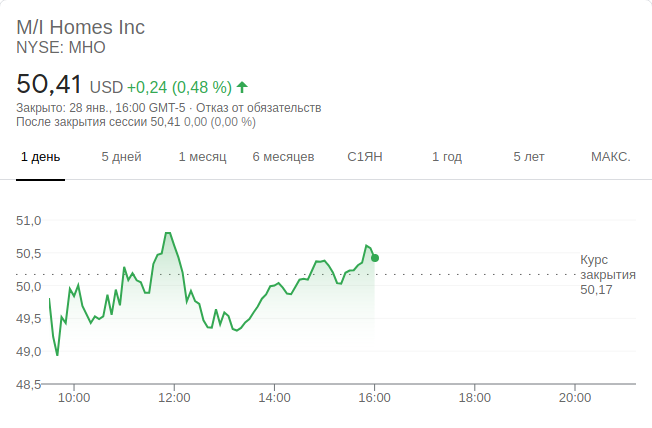 M/I Homes Inc
NYSE: MHO
50,41 USD +0,24 (0,48 %)
Закрыто: 28 янв., 16:00 GMT-5 · Отказ от обязательств
После закрытия сессии 50,41 0,00 (0,00 %)
1 день 5 дней 1 месяц 6 месяцев С1ЯН 1 год 5 лет МАКС.
51,0
50,5
50,0
49,5
49,0
48,5
Курс
закрытия
50,17
10:00 12:00 14:00 16:00 18:00 20:00